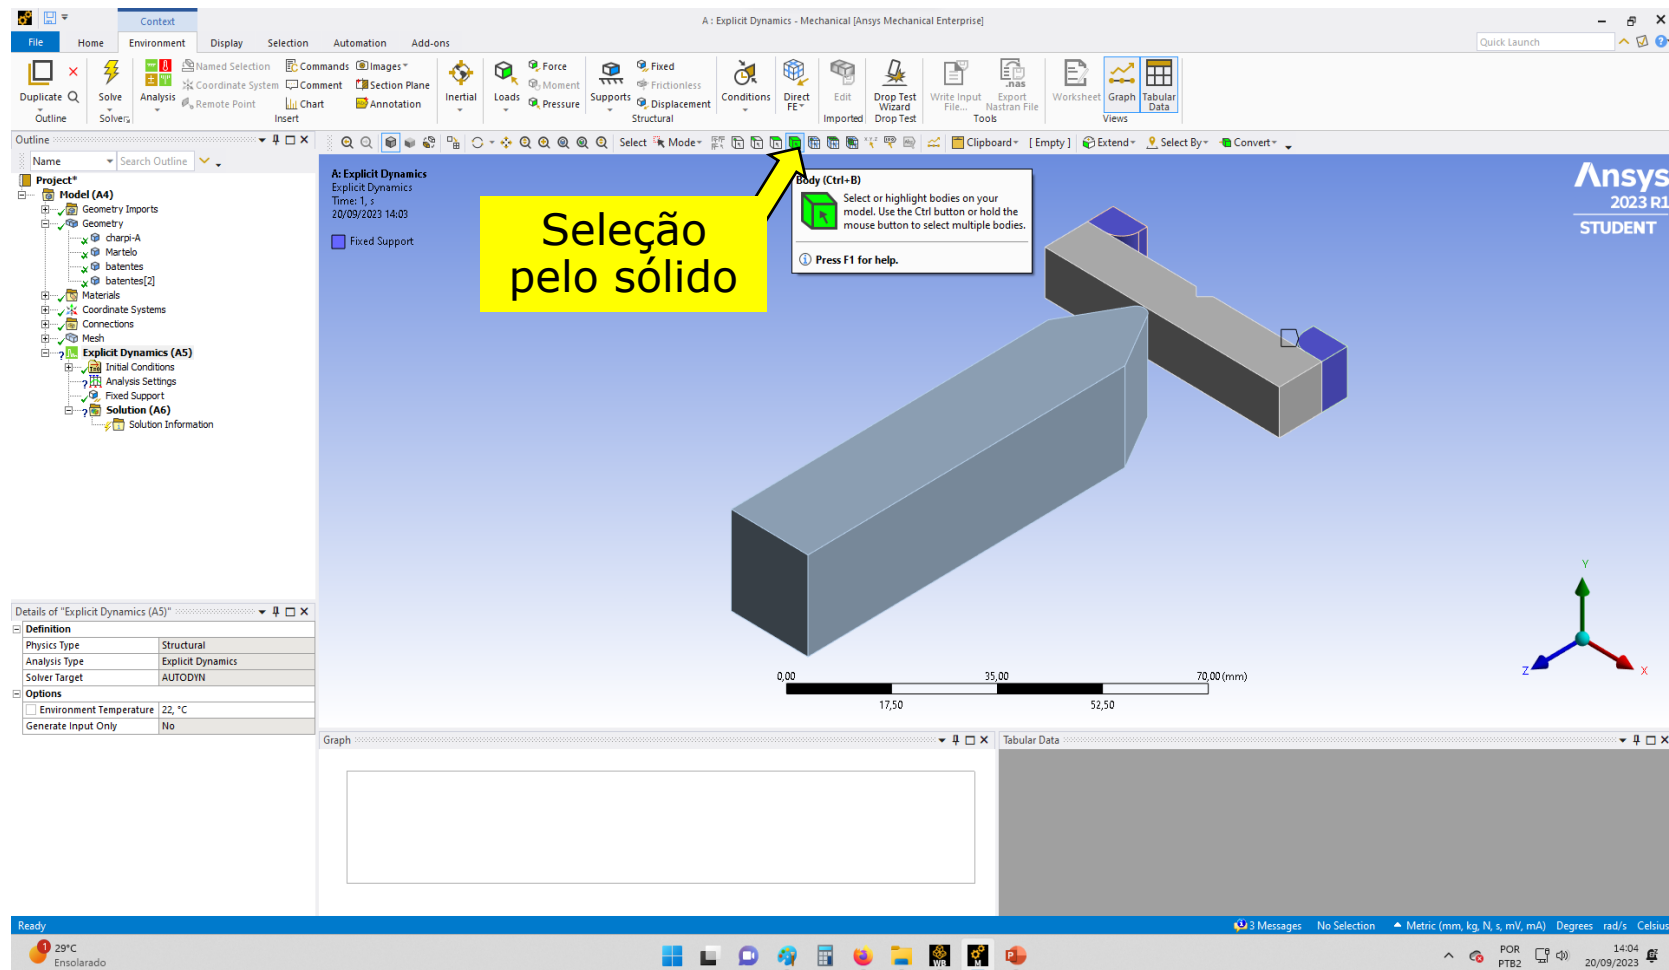 Context
A : Explicit Dynamics - Mechanical [Ansys Mechanical Enterprise]
File Home Environment Display Selection Automation Add-ons
Quick Launch
Duplicate Q Solve Analysis
Named Selection Commands Images
Coordinate System Comment Section Plane
Remote Point Chart Annotation
Inertial Loads
Force
Moment
Pressure
Supports
Fixed
Frictionless
Displacement
Conditions Direct FE Edit Drop Test Wizard Write Input File... Export Nastran File Worksheet Graph Tabular Data
.nas
Outline Solvers Insert Structural Imported Drop Test Tools Views
Outline
Name Search Outline
Select Mode Clipboard [ Empty ] Extend Select By Convert
Project*
Model (A4)
Geometry Imports
Geometry
charpi-A
Martelo
batentes
batentes[2]
Materials
Coordinate Systems
Connections
Mesh
Explicit Dynamics (A5)
Initial Conditions
Analysis Settings
Fixed Support
Solution (A6)
Solution Information
A: Explicit Dynamics
Explicit Dynamics
Time: 1, s
20/09/2023 14:03
Fixed Support
Seleção
pelo sólido
Body (Ctrl+B)
Select or highlight bodies on your
model. Use the Ctrl button or hold the
mouse button to select multiple bodies.
Press F1 for help.
Ansys
2023 R1
STUDENT
Y
Z
X
0,00 35,00 70,00 (mm)
17,50 52,50
Details of "Explicit Dynamics (A5)"
Definition
Physics Type Structural
Analysis Type Explicit Dynamics
Solver Target AUTODYN
Options
Environment Temperature 22, °C
Generate Input Only No
Graph
Tabular Data
Ready
3 Messages No Selection Metric (mm, kg, N, s, mV, mA) Degrees rad/s Celsius
1
29°C
Ensolarado
WB
M
POR
PTB2
14:04
20/09/2023